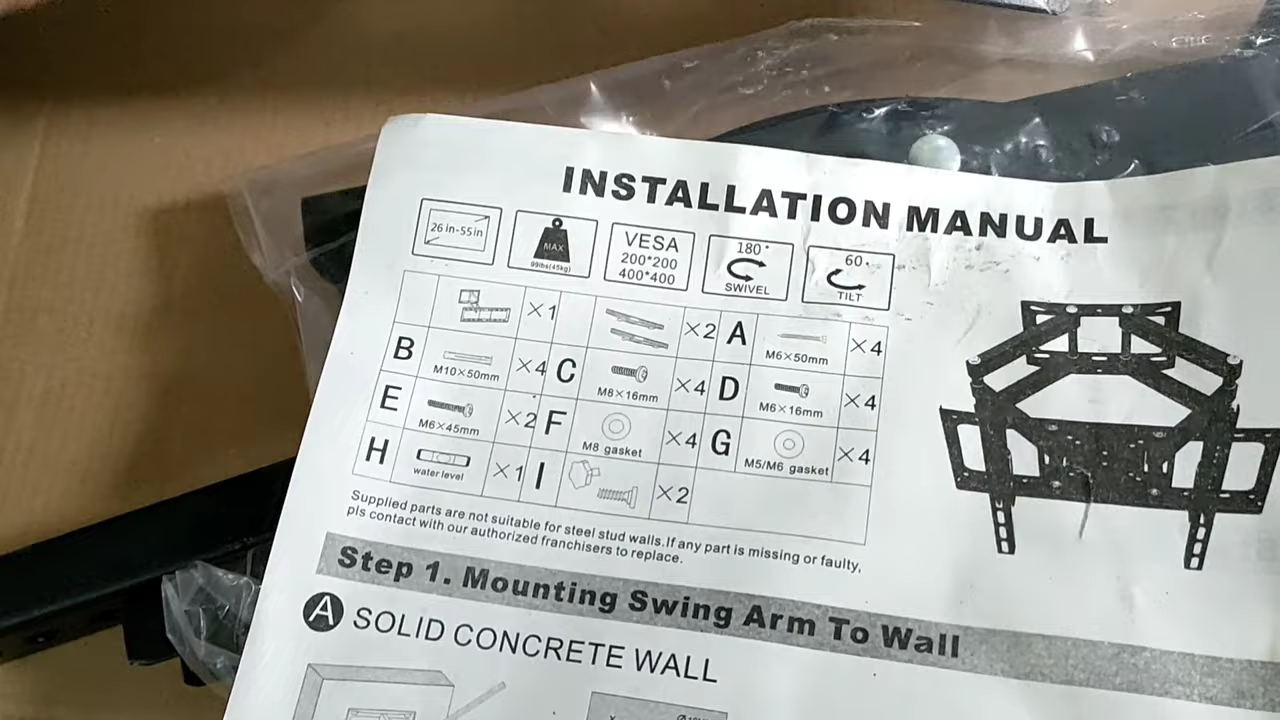 INSTALLATION MANUAL
26 in-55in
MAX
99lbs(45kg)
VESA
200*200
400*400
180°
SWIVEL
60°
TILT
×1
×2
A
M6×50mm
×4
B
M10×50mm
×4
C
M8×16mm
×4
D
M6×16mm
×4
E
M6×45mm
×2
F
M8 gasket
×4
G
M5/M6 gasket
×4
H
water level
×1
I
×2
Supplied parts are not suitable for steel stud walls.If any part is missing or faulty,
pls contact with our authorized franchisers to replace.
Step 1. Mounting Swing Arm To Wall
A SOLID CONCRETE WALL